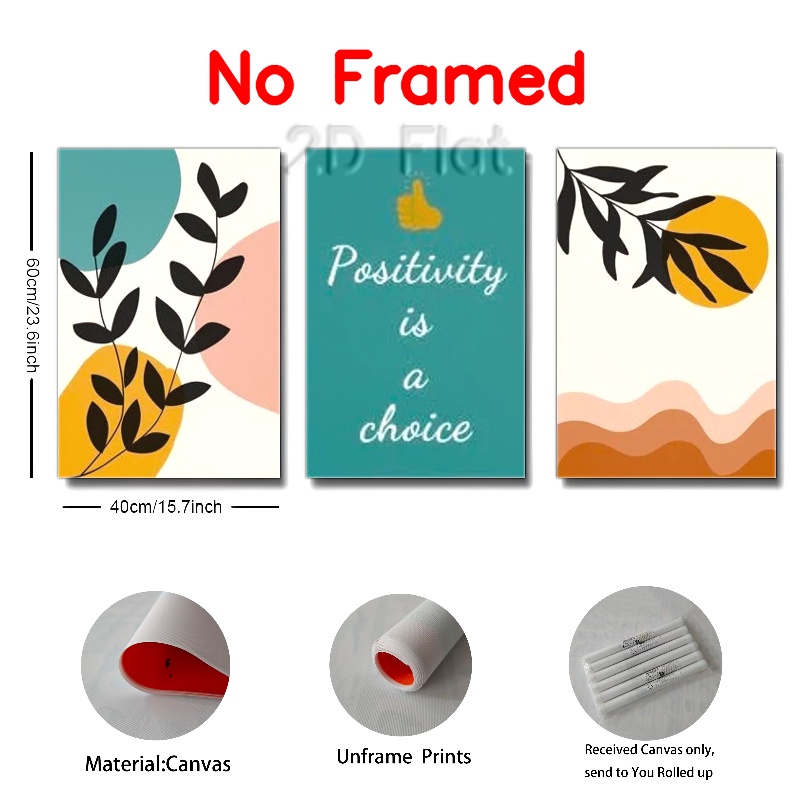 No Framed
2D Flat
Positivity
is
a
choice
60cm/23.6inch
40cm/15.7inch
Material:Canvas
Unframe Prints
Received Canvas only,
send to You Rolled up